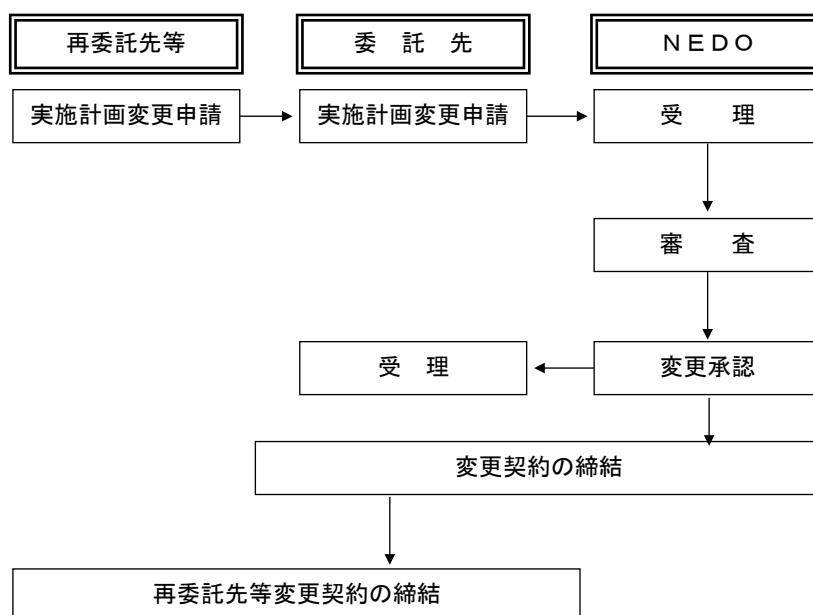 再委託先等
委　託　先
ＮＥＤＯ
実施計画変更申請
実施計画変更申請
受　　理
審　　査
受　理
変更承認
変更契約の締結
再委託先等変更契約の締結